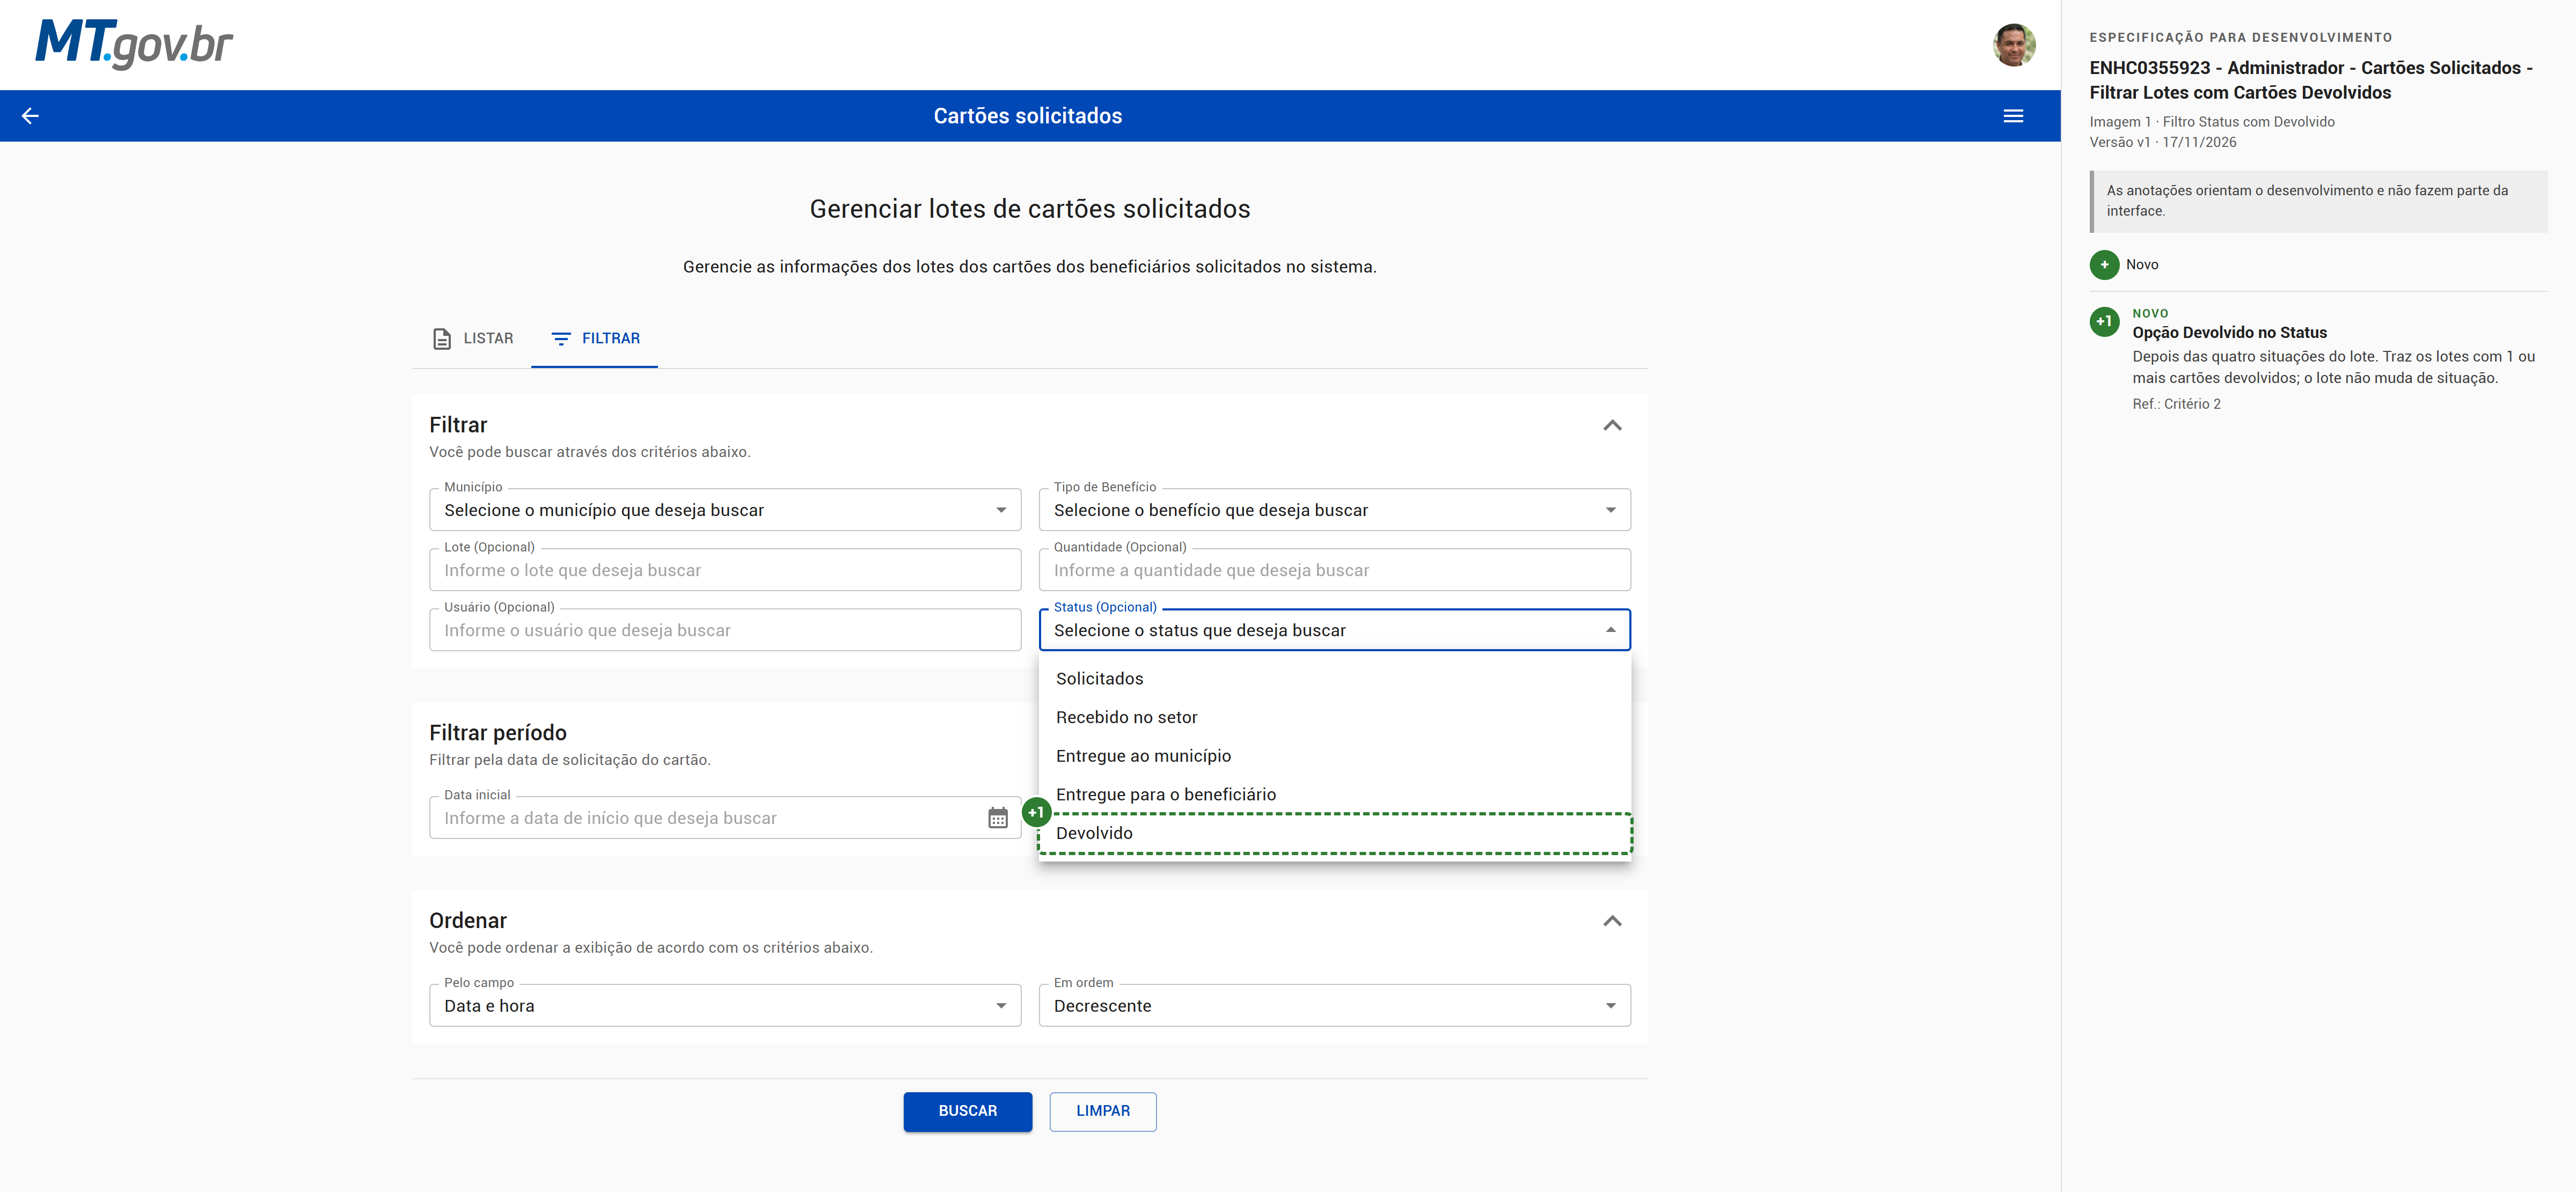 MT.gov.br
Cartões solicitados
Gerenciar lotes de cartões solicitados
Gerencie as informações dos lotes dos cartões dos beneficiários solicitados no sistema.
LISTAR
FILTRAR
Filtrar
Você pode buscar através dos critérios abaixo.
Município
Selecione o município que deseja buscar
Tipo de Benefício
Selecione o benefício que deseja buscar
Lote (Opcional)
Informe o lote que deseja buscar
Quantidade (Opcional)
Informe a quantidade que deseja buscar
Usuário (Opcional)
Informe o usuário que deseja buscar
Status (Opcional)
Selecione o status que deseja buscar
Solicitados
Recebido no setor
Entregue ao município
Entregue para o beneficiário
+1
Devolvido
Filtrar período
Filtrar pela data de solicitação do cartão.
Data inicial
Informe a data de início que deseja buscar
Ordenar
Você pode ordenar a exibição de acordo com os critérios abaixo.
Pelo campo
Data e hora
Em ordem
Decrescente
BUSCAR
LIMPAR
ESPECIFICAÇÃO PARA DESENVOLVIMENTO
ENHC0355923 - Administrador - Cartões Solicitados -
Filtrar Lotes com Cartões Devolvidos
Imagem 1 · Filtro Status com Devolvido
Versão v1 · 17/11/2026
As anotações orientam o desenvolvimento e não fazem parte da
interface.
+ Novo
+1
NOVO
Opção Devolvido no Status
Depois das quatro situações do lote. Traz os lotes com 1 ou
mais cartões devolvidos; o lote não muda de situação.
Ref.: Critério 2